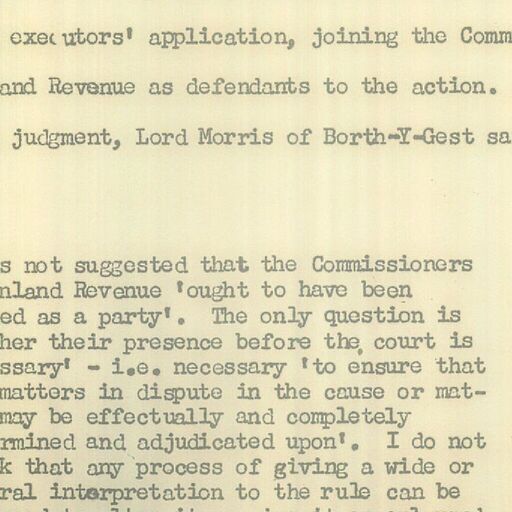 executors' application, joining the Comm
and Revenue as defendants to the action.
judgment, Lord Morris of Borth-Y-Gest sa
s not suggested that the Commissioners
nland Revenue 'ought to have been
ed as a party'. The only question is
her their presence before the court is
ssary' - i.e. necessary 'to ensure that
matters in dispute in the cause or mat-
may be effectually and completely
rmined and adjudicated upon'. I do not
k that any process of giving a wide or
ral interpretation to the rule can be